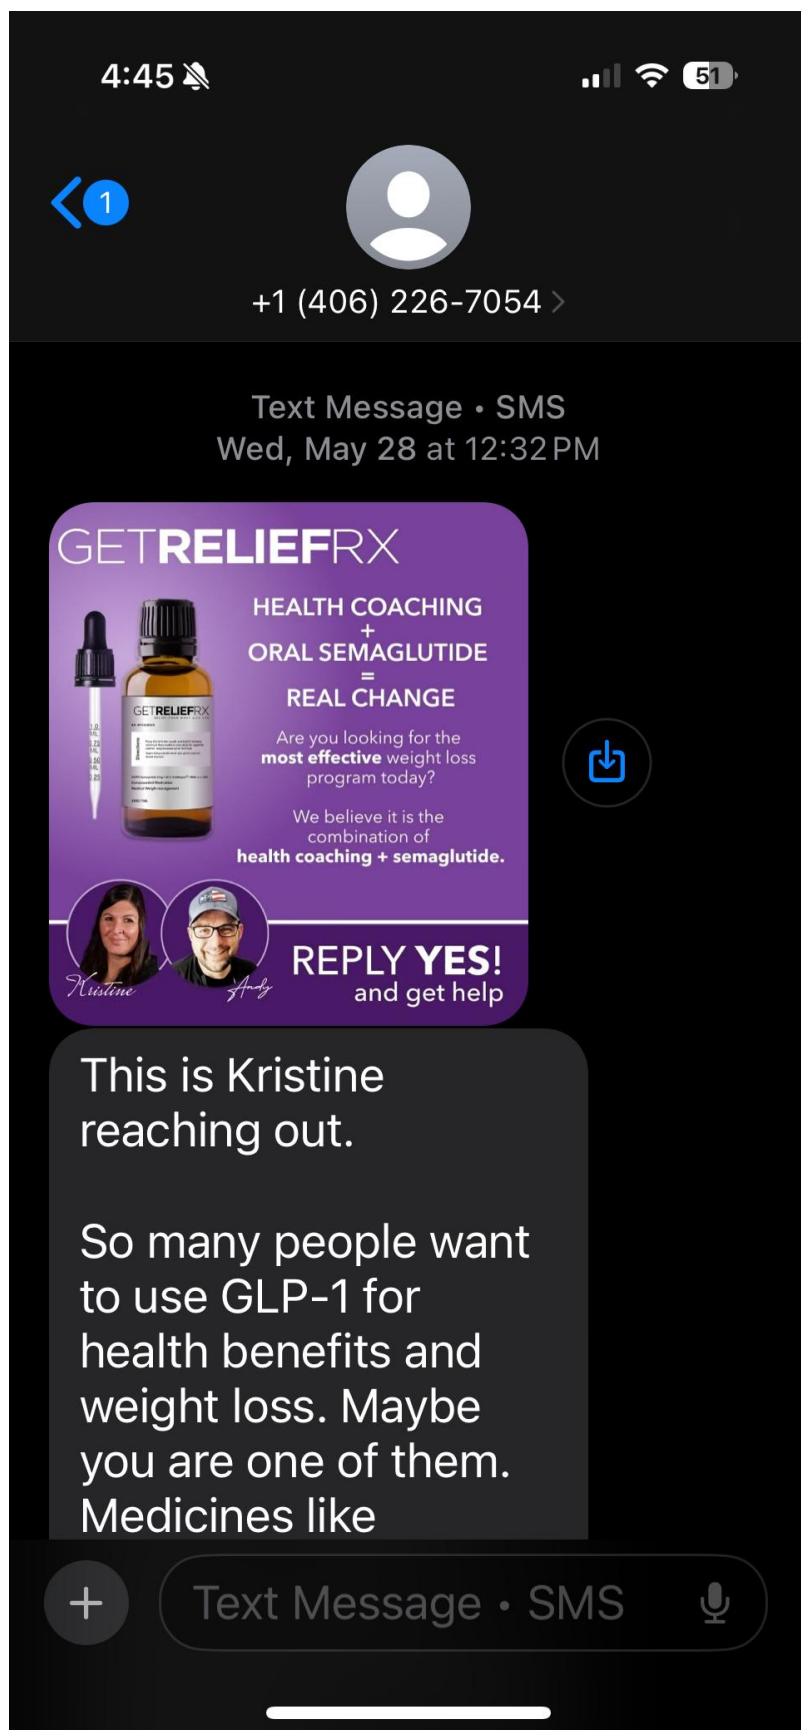 4:45
51
1
+1 (406) 226-7054
Text Message • SMS
Wed, May 28 at 12:32 PM
GETRELIEFRX
HEALTH COACHING
+
ORAL SEMAGLUTIDE
=
REAL CHANGE
Are you looking for the
most effective weight loss
program today?
We believe it is the
combination of
health coaching + semaglutide.
GETRELIEFRX
Directions
Kristine
Andy
REPLY YES!
and get help
This is Kristine
reaching out.
So many people want
to use GLP-1 for
health benefits and
weight loss. Maybe
you are one of them.
Medicines like
Text Message • SMS